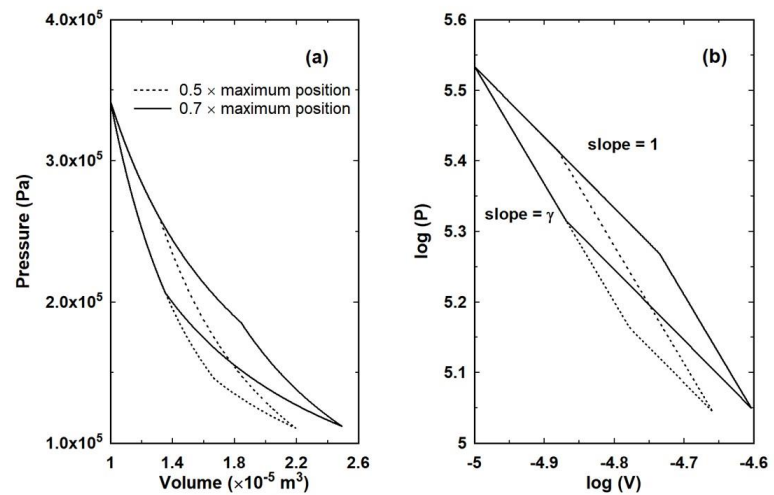 (a)
0.5 × maximum position
0.7 × maximum position
Pressure (Pa)
4.0x10⁵
3.0x10⁵
2.0x10⁵
1.0x10⁵
1 1.4 1.8 2.2 2.6
Volume (×10⁻⁵ m³)
(b)
slope = 1
slope = γ
log (P)
5.6
5.5
5.4
5.3
5.2
5.1
5
-5 -4.9 -4.8 -4.7 -4.6
log (V)